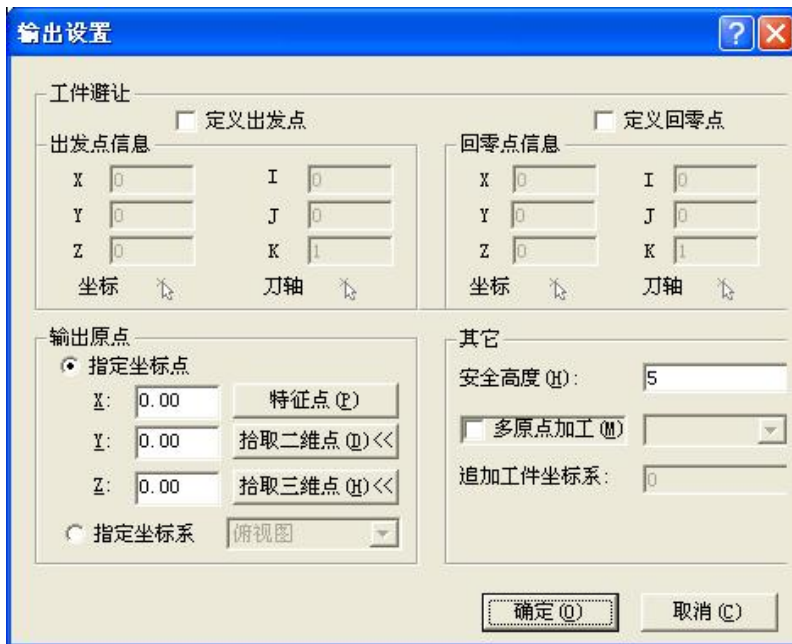 输出设置
工件避让
定义出发点 定义回零点
出发点信息 回零点信息
X 0 I 0 X 0 I 0
Y 0 J 0 Y 0 J 0
Z 0 K 1 Z 0 K 1
坐标 刀轴 坐标 刀轴
输出原点 其它
指定坐标点
安全高度(H): 5
X: 0.00 特征点(P)
Y: 0.00 拾取二维点(D)<< 多原点加工(M)
Z: 0.00 拾取三维点(H)<< 追加工件坐标系: 0
指定坐标系 俯视图
确定(O) 取消(C)